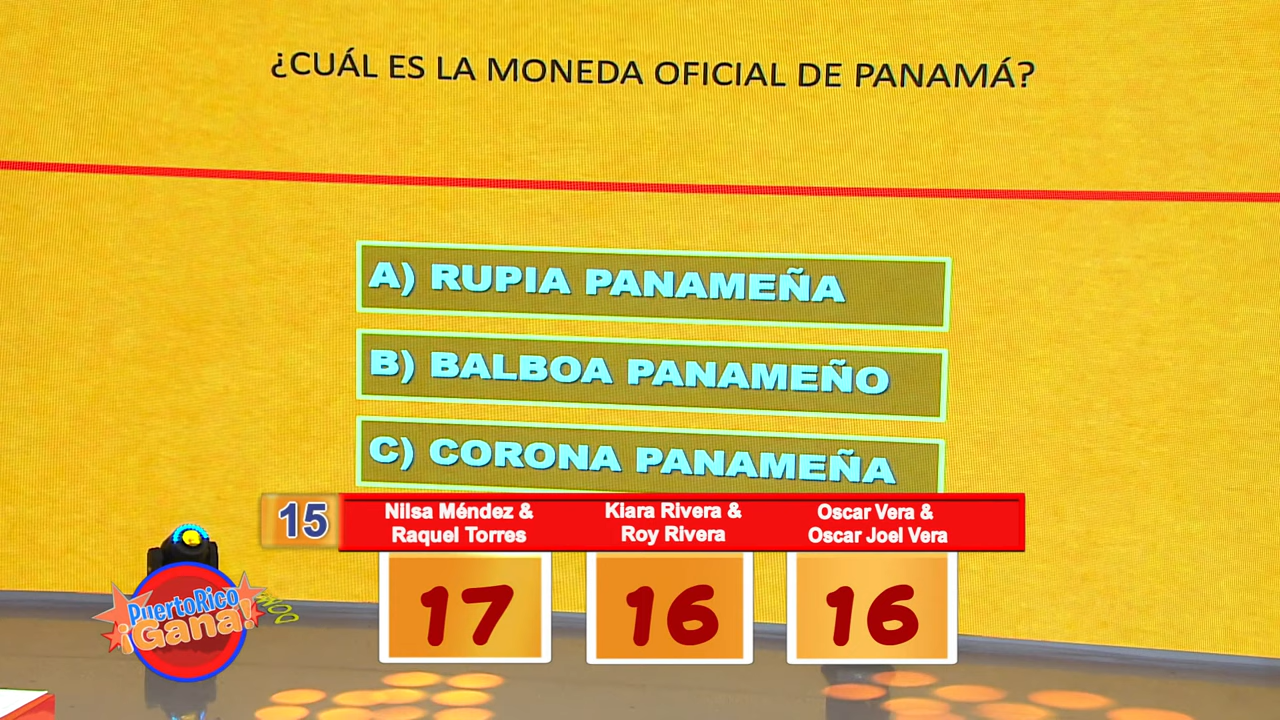 ¿CUÁL ES LA MONEDA OFICIAL DE PANAMÁ?
A) RUPIA PANAMEÑA
B) BALBOA PANAMEÑO
C) CORONA PANAMEÑA
15
Nilsa Méndez &
Raquel Torres
Kiara Rivera &
Roy Rivera
Oscar Vera &
Oscar Joel Vera
17
16
16
PuertoRico
¡Gana!